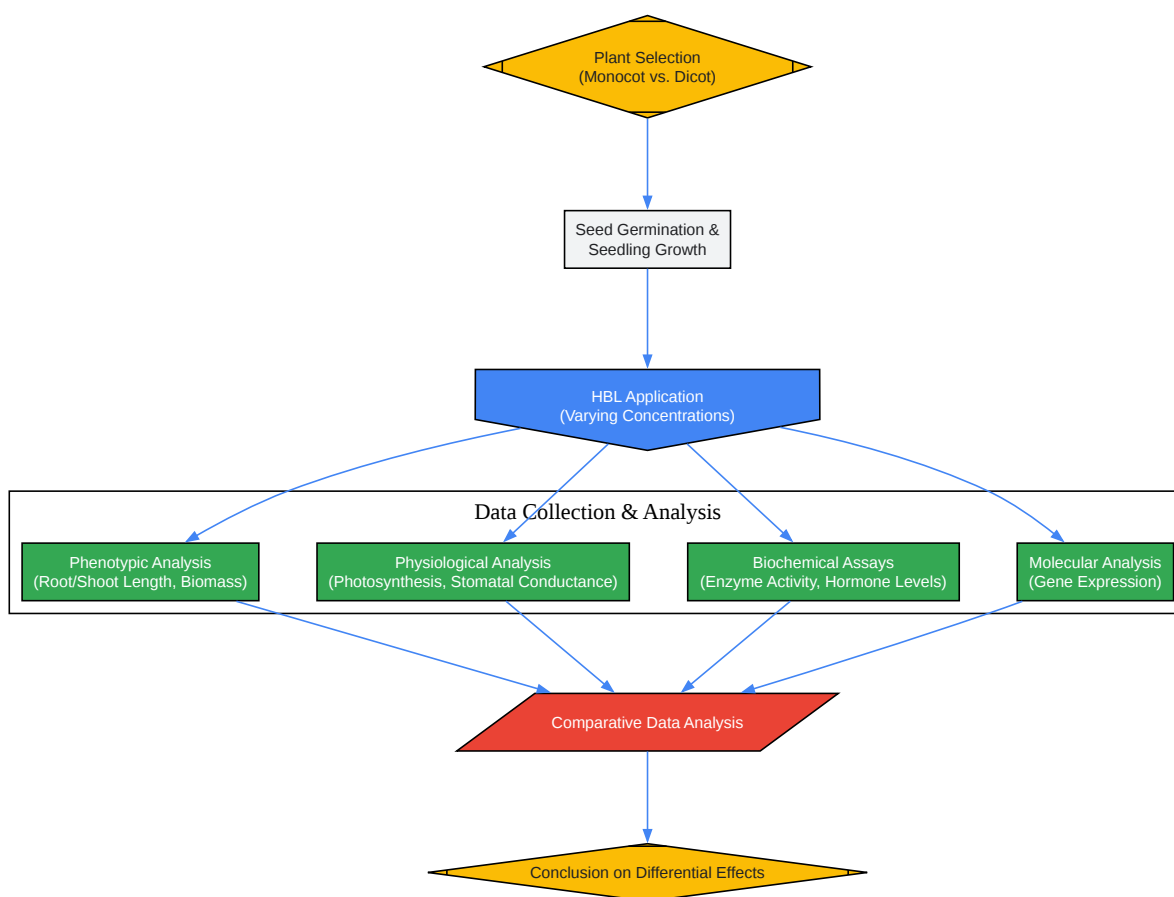 Plant Selection
(Monocot vs. Dicot)
Seed Germination &
Seedling Growth
HBL Application
(Varying Concentrations)
Data Collection & Analysis
Phenotypic Analysis
(Root/Shoot Length, Biomass)
Physiological Analysis
(Photosynthesis, Stomatal Conductance)
Biochemical Assays
(Enzyme Activity, Hormone Levels)
Molecular Analysis
(Gene Expression)
Comparative Data Analysis
Conclusion on Differential Effects